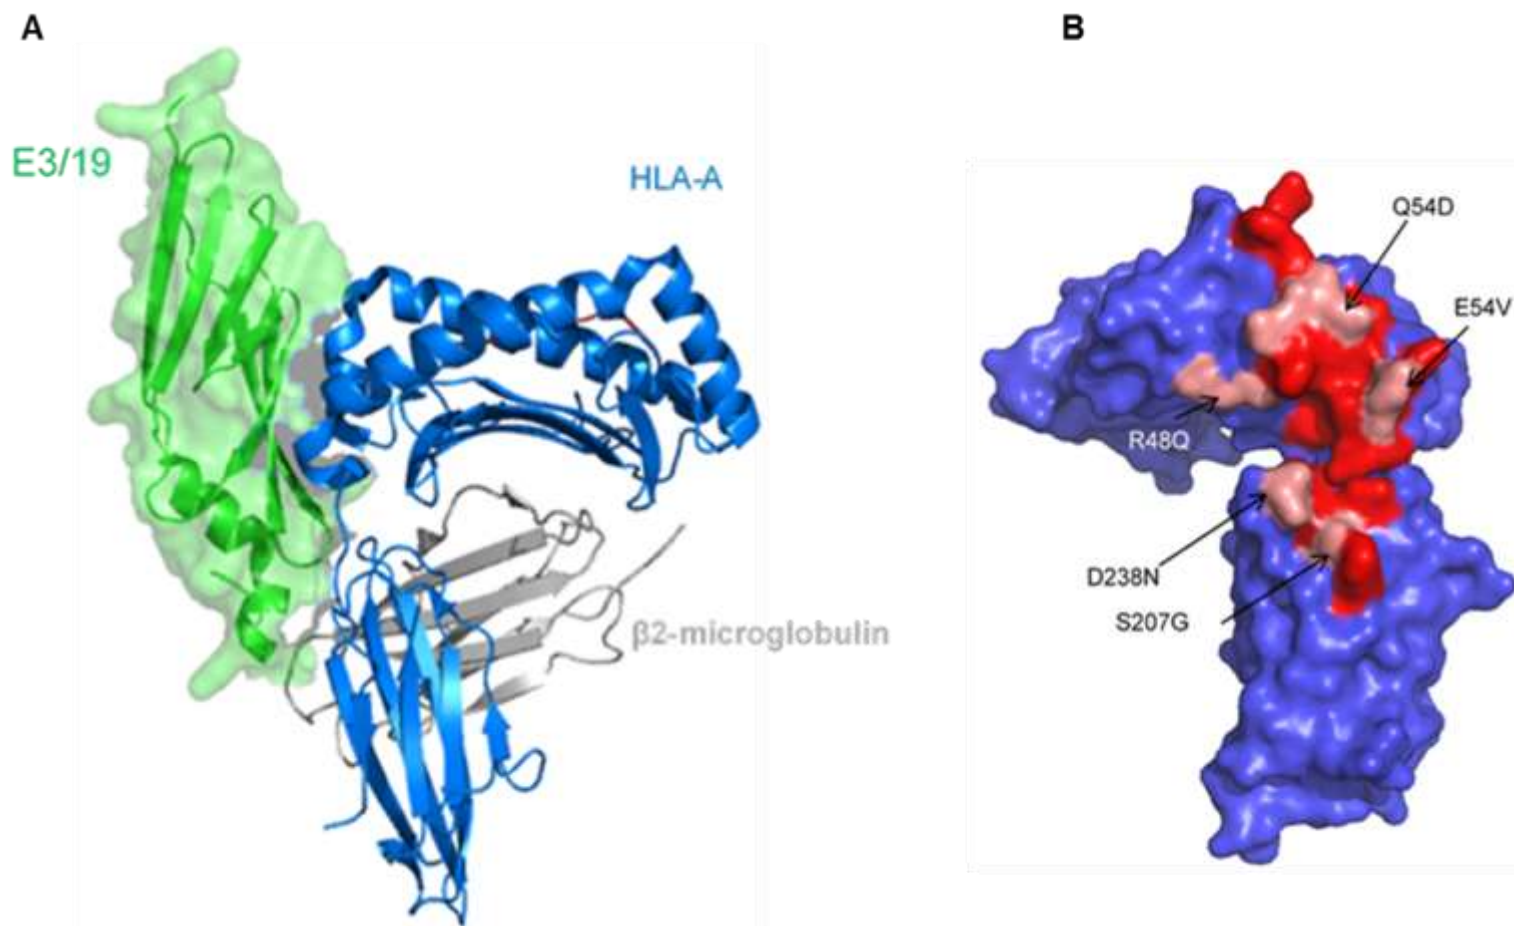 A
B
E3/19
HLA-A
Q54D
E54V
R48Q
D238N
S207G
β2-microglobulin